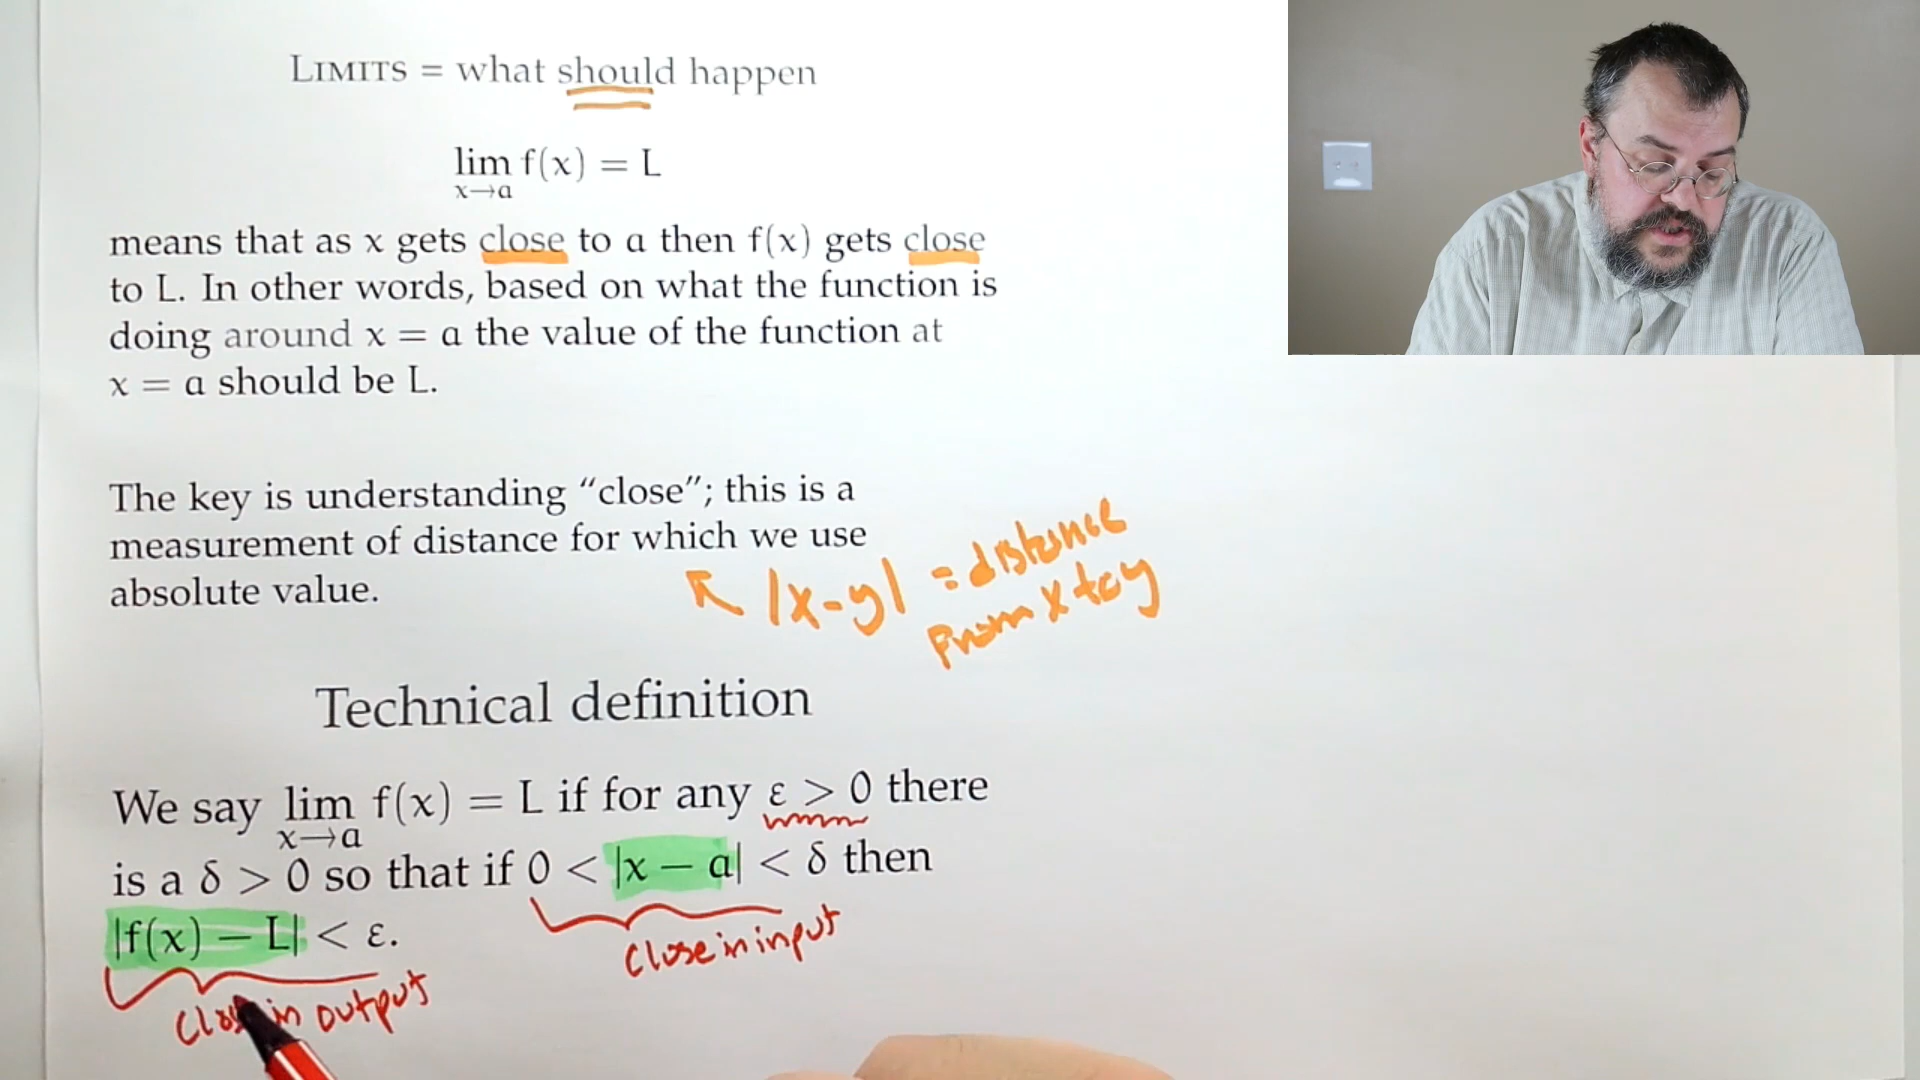 LIMITS = what should happen
lim f(x) = L
x→a
means that as x gets close to a then f(x) gets close
to L. In other words, based on what the function is
doing around x = a the value of the function at
x = a should be L.
The key is understanding “close”; this is a
measurement of distance for which we use
absolute value.
|x-y| = distance
from x to y
Technical definition
We say lim f(x) = L if for any ε > 0 there
x→a
is a δ > 0 so that if 0 < |x − a| < δ then
|f(x) − L| < ε.
close in input
close in output